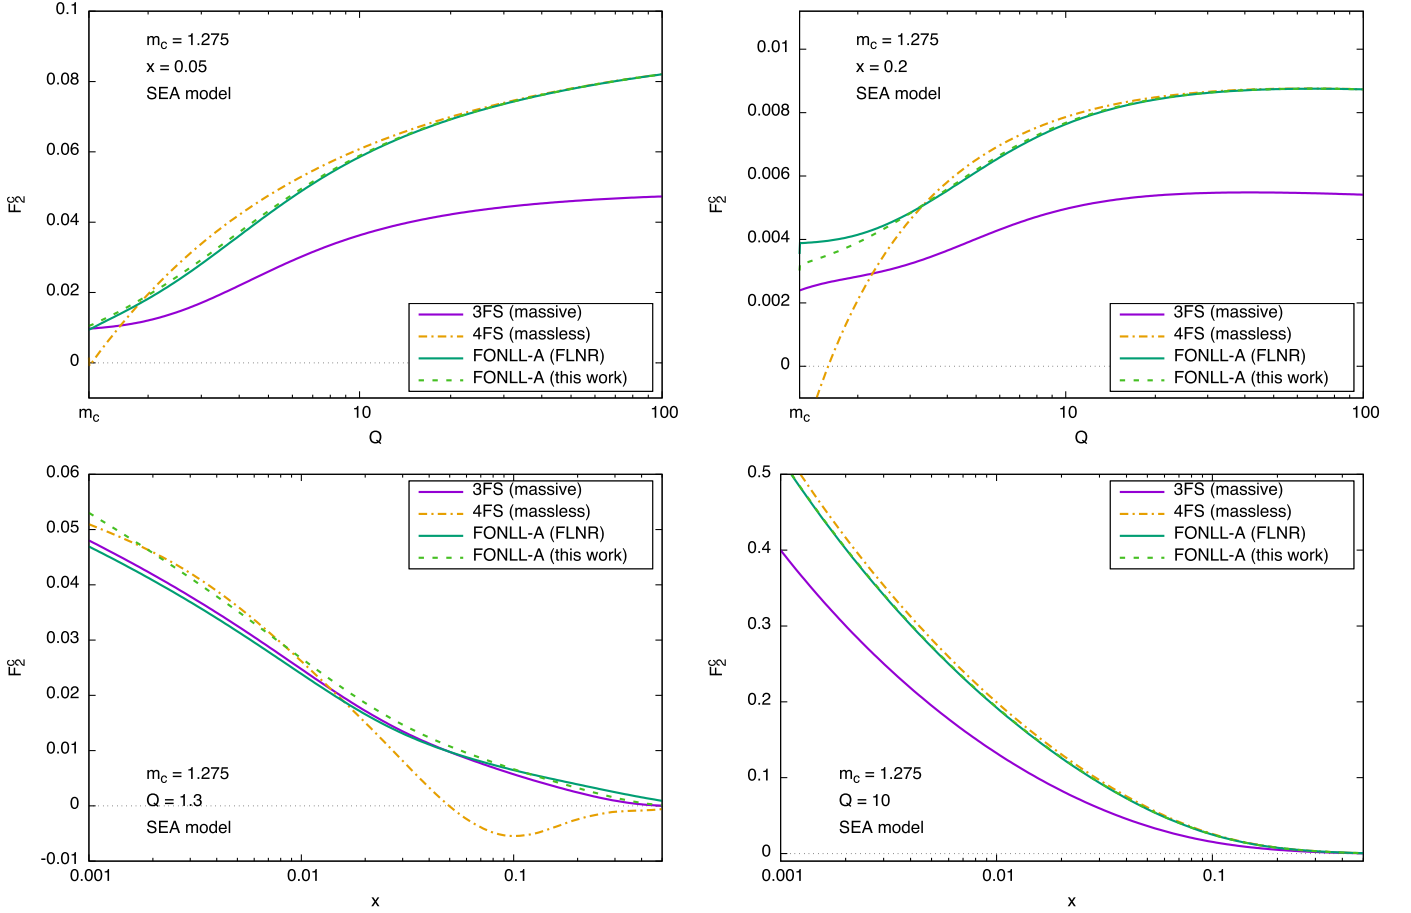 0.1
0.08
0.06
0.04
0.02
0
F₂ᶜ
m_c = 1.275
x = 0.05
SEA model
3FS (massive)
4FS (massless)
FONLL-A (FLNR)
FONLL-A (this work)
m_c 10 100
Q
0.01
0.008
0.006
0.004
0.002
0
F₂ᶜ
m_c = 1.275
x = 0.2
SEA model
3FS (massive)
4FS (massless)
FONLL-A (FLNR)
FONLL-A (this work)
m_c 10 100
Q
0.06
0.05
0.04
0.03
0.02
0.01
0
-0.01
F₂ᶜ
3FS (massive)
4FS (massless)
FONLL-A (FLNR)
FONLL-A (this work)
m_c = 1.275
Q = 1.3
SEA model
0.001 0.01 0.1
x
0.5
0.4
0.3
0.2
0.1
0
F₂ᶜ
3FS (massive)
4FS (massless)
FONLL-A (FLNR)
FONLL-A (this work)
m_c = 1.275
Q = 10
SEA model
0.001 0.01 0.1
x